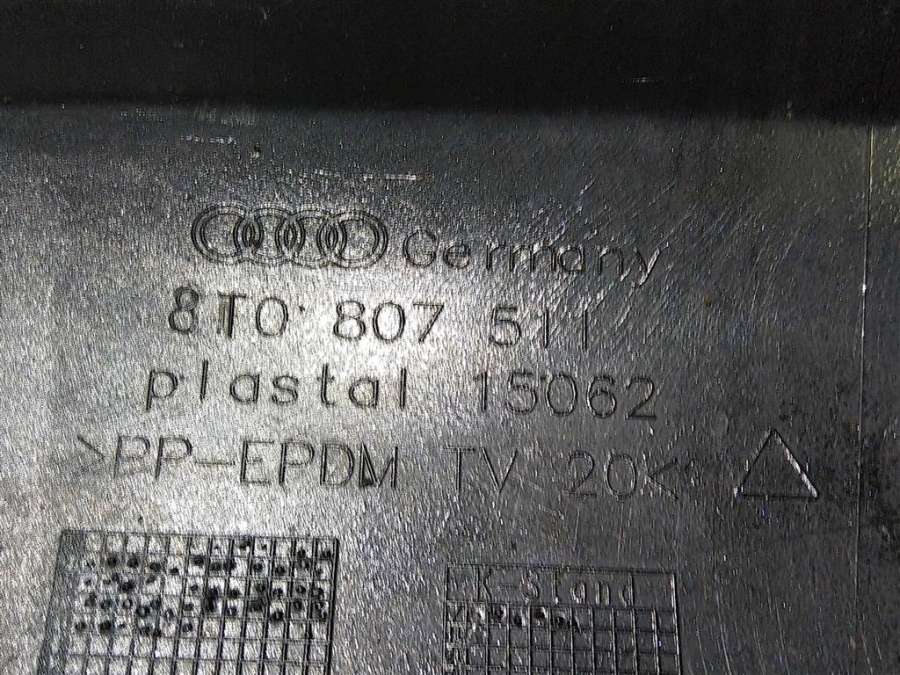 Germany
8T0 807 511
plastal 15062
>PP-EPDM TV 20<
K-Stand